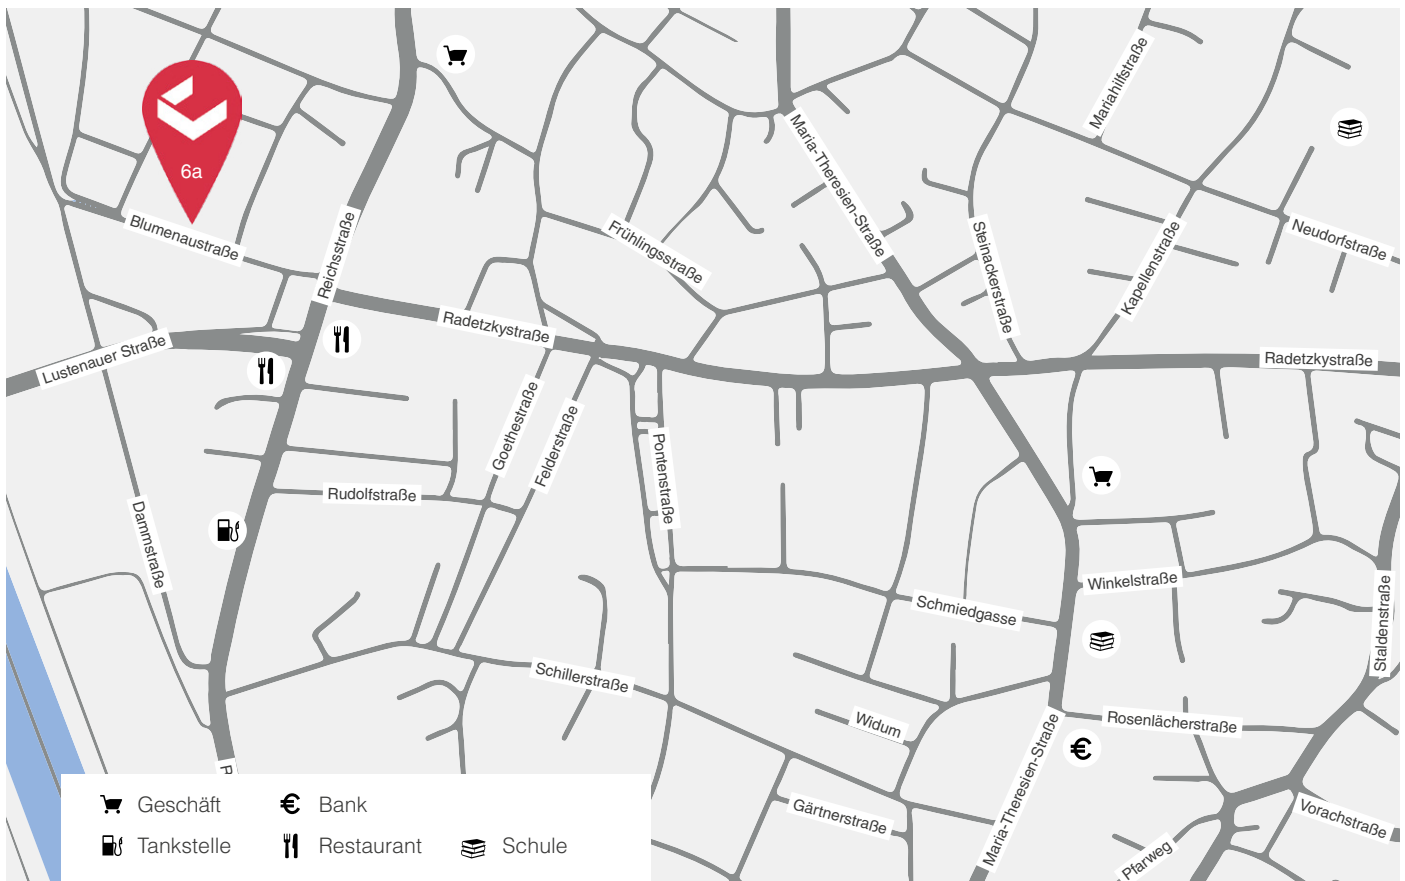 Mariahilfstraße
6a
Maria-Theresien-Straße
Blumenaustraße
Reichsstraße
Frühlingsstraße
Steinackerstraße
Kapellenstraße
Neudorfstraße
Radetzkystraße
Lustenauer Straße
Radetzkystraße
Goethestraße
Felderstraße
Pontenstraße
Rudolfstraße
Dammstraße
Winkelstraße
Schmiedgasse
Staldenstraße
Schillerstraße
Widum
Rosenlächerstraße
Maria-Theresien-Straße
Gärtnerstraße
Vorachstraße
Pfarweg
Geschäft
Bank
Tankstelle
Restaurant
Schule